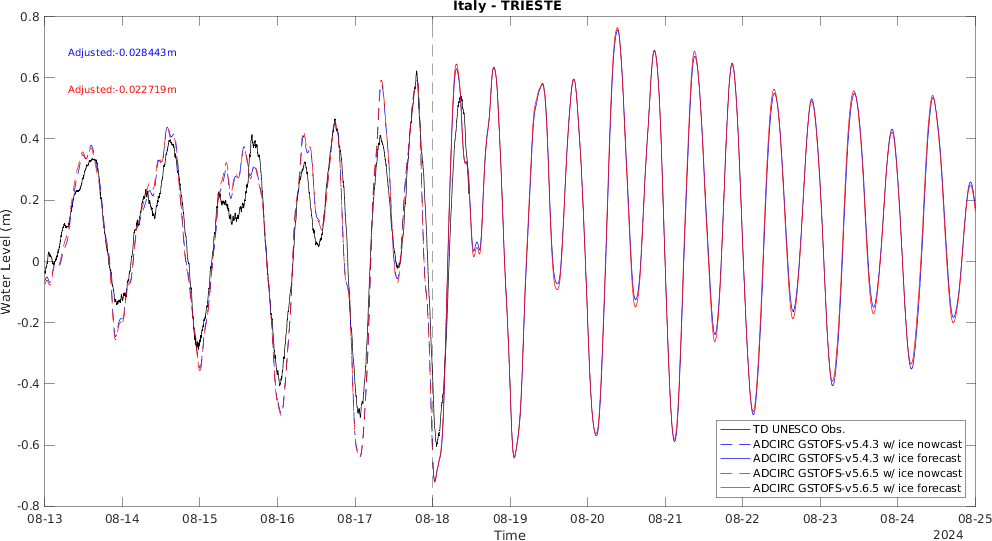 Italy - TRIESTE
Adjusted:-0.028443m
Adjusted:-0.022719m
Water Level (m)
0.8
0.6
0.4
0.2
0
-0.2
-0.4
-0.6
-0.8
TD UNESCO Obs.
ADCIRC GSTOFS-v5.4.3 w/ ice nowcast
ADCIRC GSTOFS-v5.4.3 w/ ice forecast
ADCIRC GSTOFS-v5.6.5 w/ ice nowcast
ADCIRC GSTOFS-v5.6.5 w/ ice forecast
08-13 08-14 08-15 08-16 08-17 08-18 08-19 08-20 08-21 08-22 08-23 08-24 08-25
Time
2024